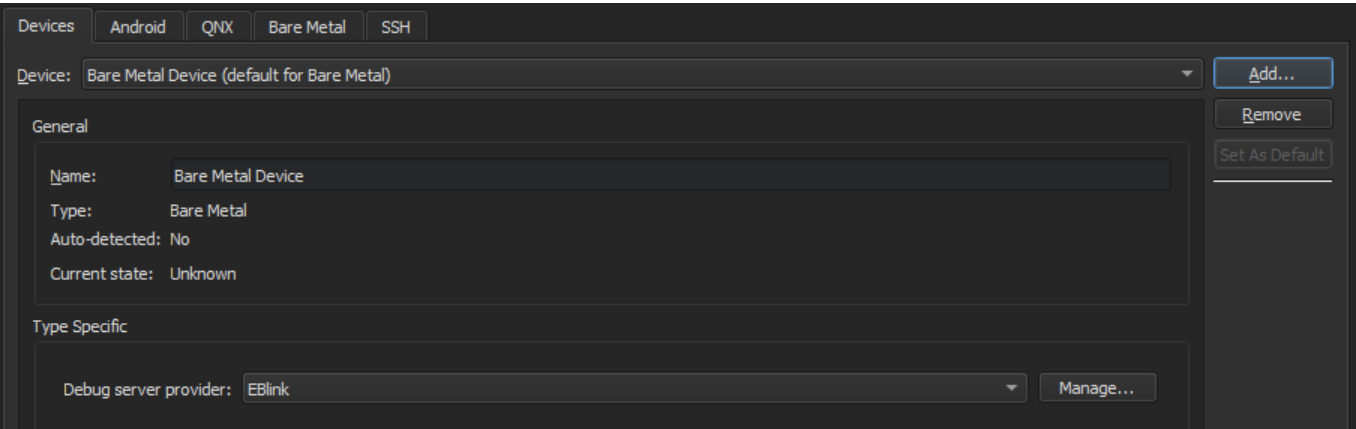 Devices Android QNX Bare Metal SSH
Device: Bare Metal Device (default for Bare Metal) Add...
Remove
Set As Default
General
Name: Bare Metal Device
Type: Bare Metal
Auto-detected: No
Current state: Unknown
Type Specific
Debug server provider: EBlink Manage...